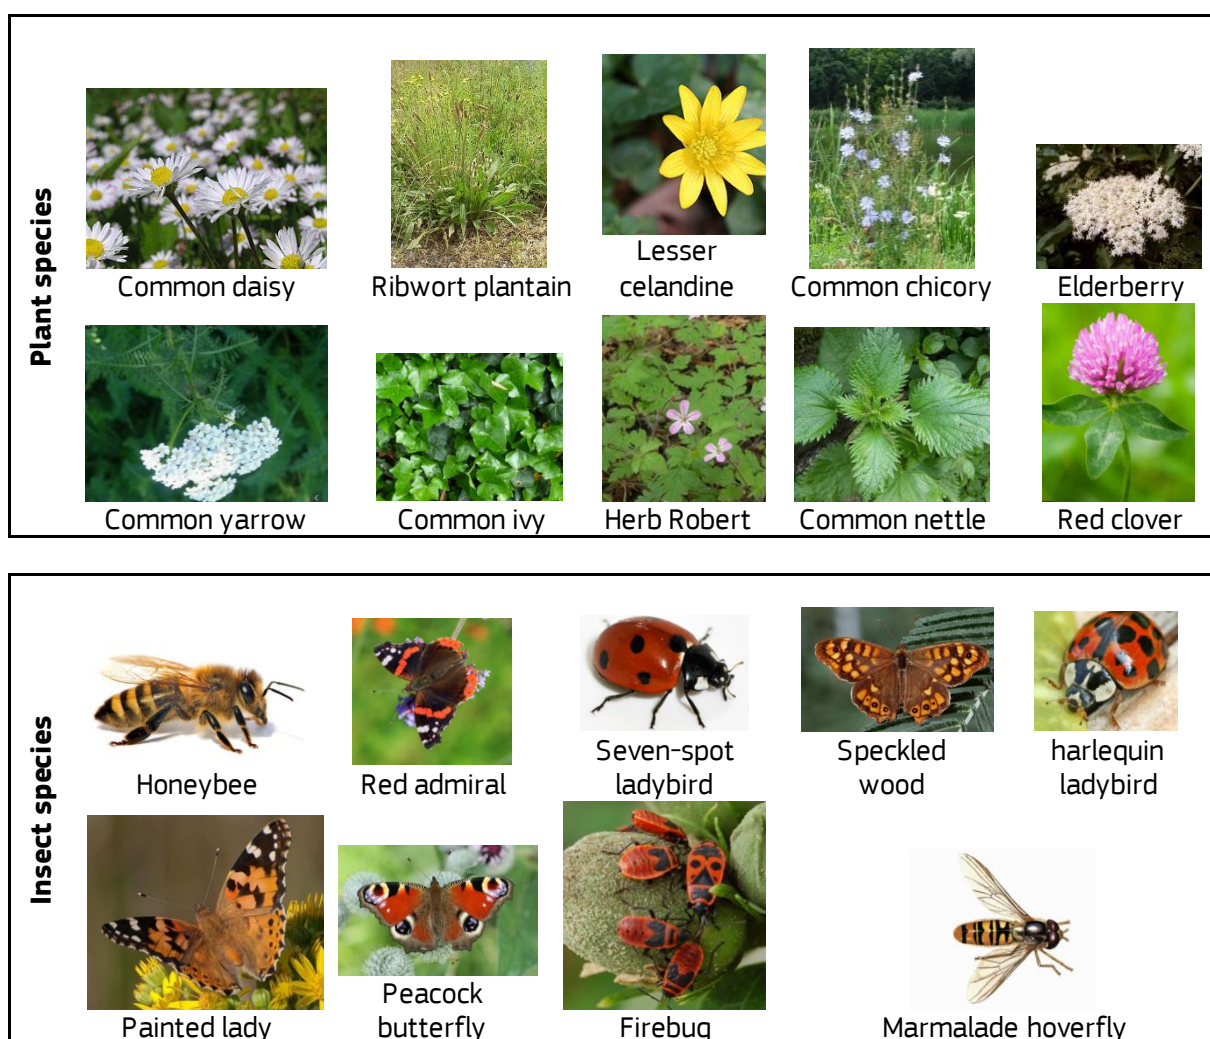 Plant species
Common daisy
Ribwort plantain
Lesser
celandine
Common chicory
Elderberry
Common yarrow
Common ivy
Herb Robert
Common nettle
Red clover
Insect species
Honeybee
Red admiral
Seven-spot
ladybird
Speckled
wood
harlequin
ladybird
Painted lady
Peacock
butterfly
Firebug
Marmalade hoverfly